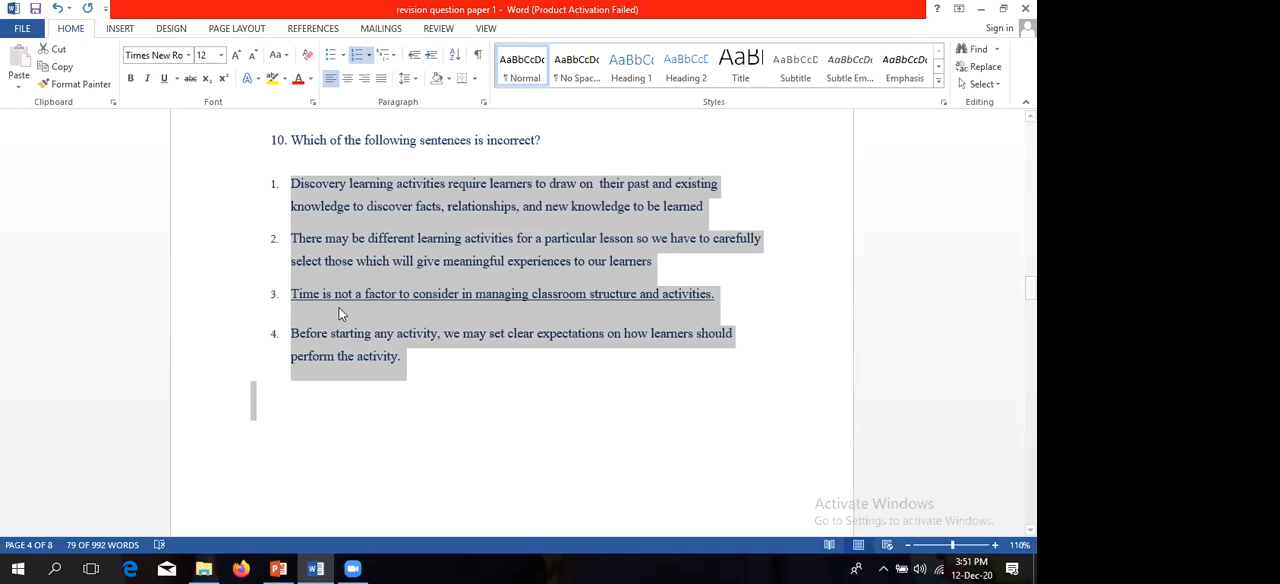 revision question paper 1 - Word (Product Activation Failed)
?
Sign in
FILE HOME INSERT DESIGN PAGE LAYOUT REFERENCES MAILINGS REVIEW VIEW
Paste
Cut
Copy
Format Painter
Clipboard
Times New Ro 12
Aa
B I U abc x₂ x² A A
Font
Paragraph
AaBbCcDc AaBbCcDc AaBbCc AaBbCcC AaBl AaBbCcD AaBbCcDc AaBbCcDc
¶ Normal ¶ No Spac... Heading 1 Heading 2 Title Subtitle Subtle Em... Emphasis
Styles
Find
Replace
Select
Editing
10. Which of the following sentences is incorrect?
1. Discovery learning activities require learners to draw on their past and existing
knowledge to discover facts, relationships, and new knowledge to be learned
2. There may be different learning activities for a particular lesson so we have to carefully
select those which will give meaningful experiences to our learners
3. Time is not a factor to consider in managing classroom structure and activities.
4. Before starting any activity, we may set clear expectations on how learners should
perform the activity.
Activate Windows
Go to Settings to activate Windows.
PAGE 4 OF 8 79 OF 992 WORDS
110%
3:51 PM
12-Dec-20